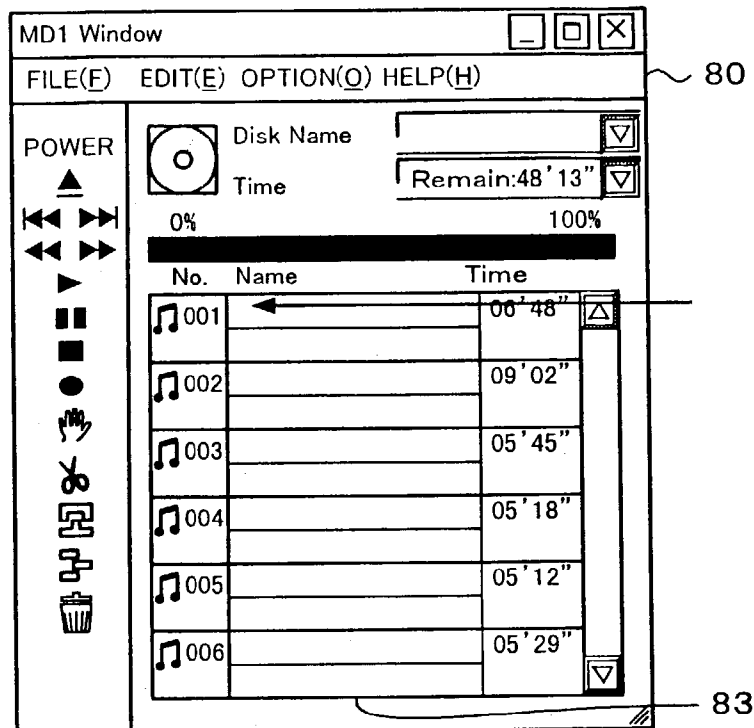 MD1 Window
FILE(F) EDIT(E) OPTION(O) HELP(H)
80
POWER
Disk Name
Time
Remain:48'13"
0% 100%
No. Name Time
001 06'48"
002 09'02"
003 05'45"
004 05'18"
005 05'12"
006 05'29"
83